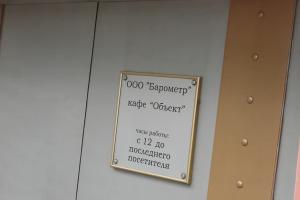 ООО "Барометр"
кафе "Объект"
часы работы:
с 12 до
последнего
посетителя